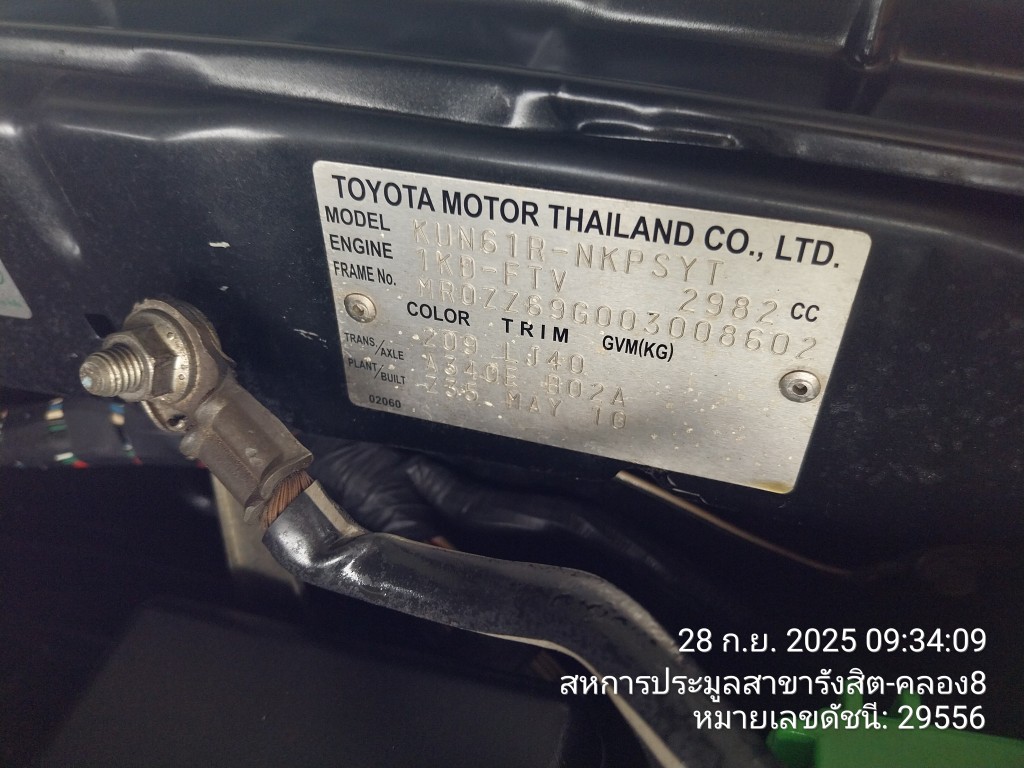 TOYOTA MOTOR THAILAND CO., LTD.
MODEL KUN61R-NKPSYT
ENGINE 1KD-FTV 2982 CC
FRAME No. MR0ZZ69G003008602
COLOR TRIM GVM(KG)
209 LJ40
TRANS/AXLE A340E B02A
PLANT/BUILT Z36 MAY 10
02060
28 ก.ย. 2025 09:34:09
สหการประมูลสาขารังสิต-คลอง8
หมายเลขดัชนี: 29556